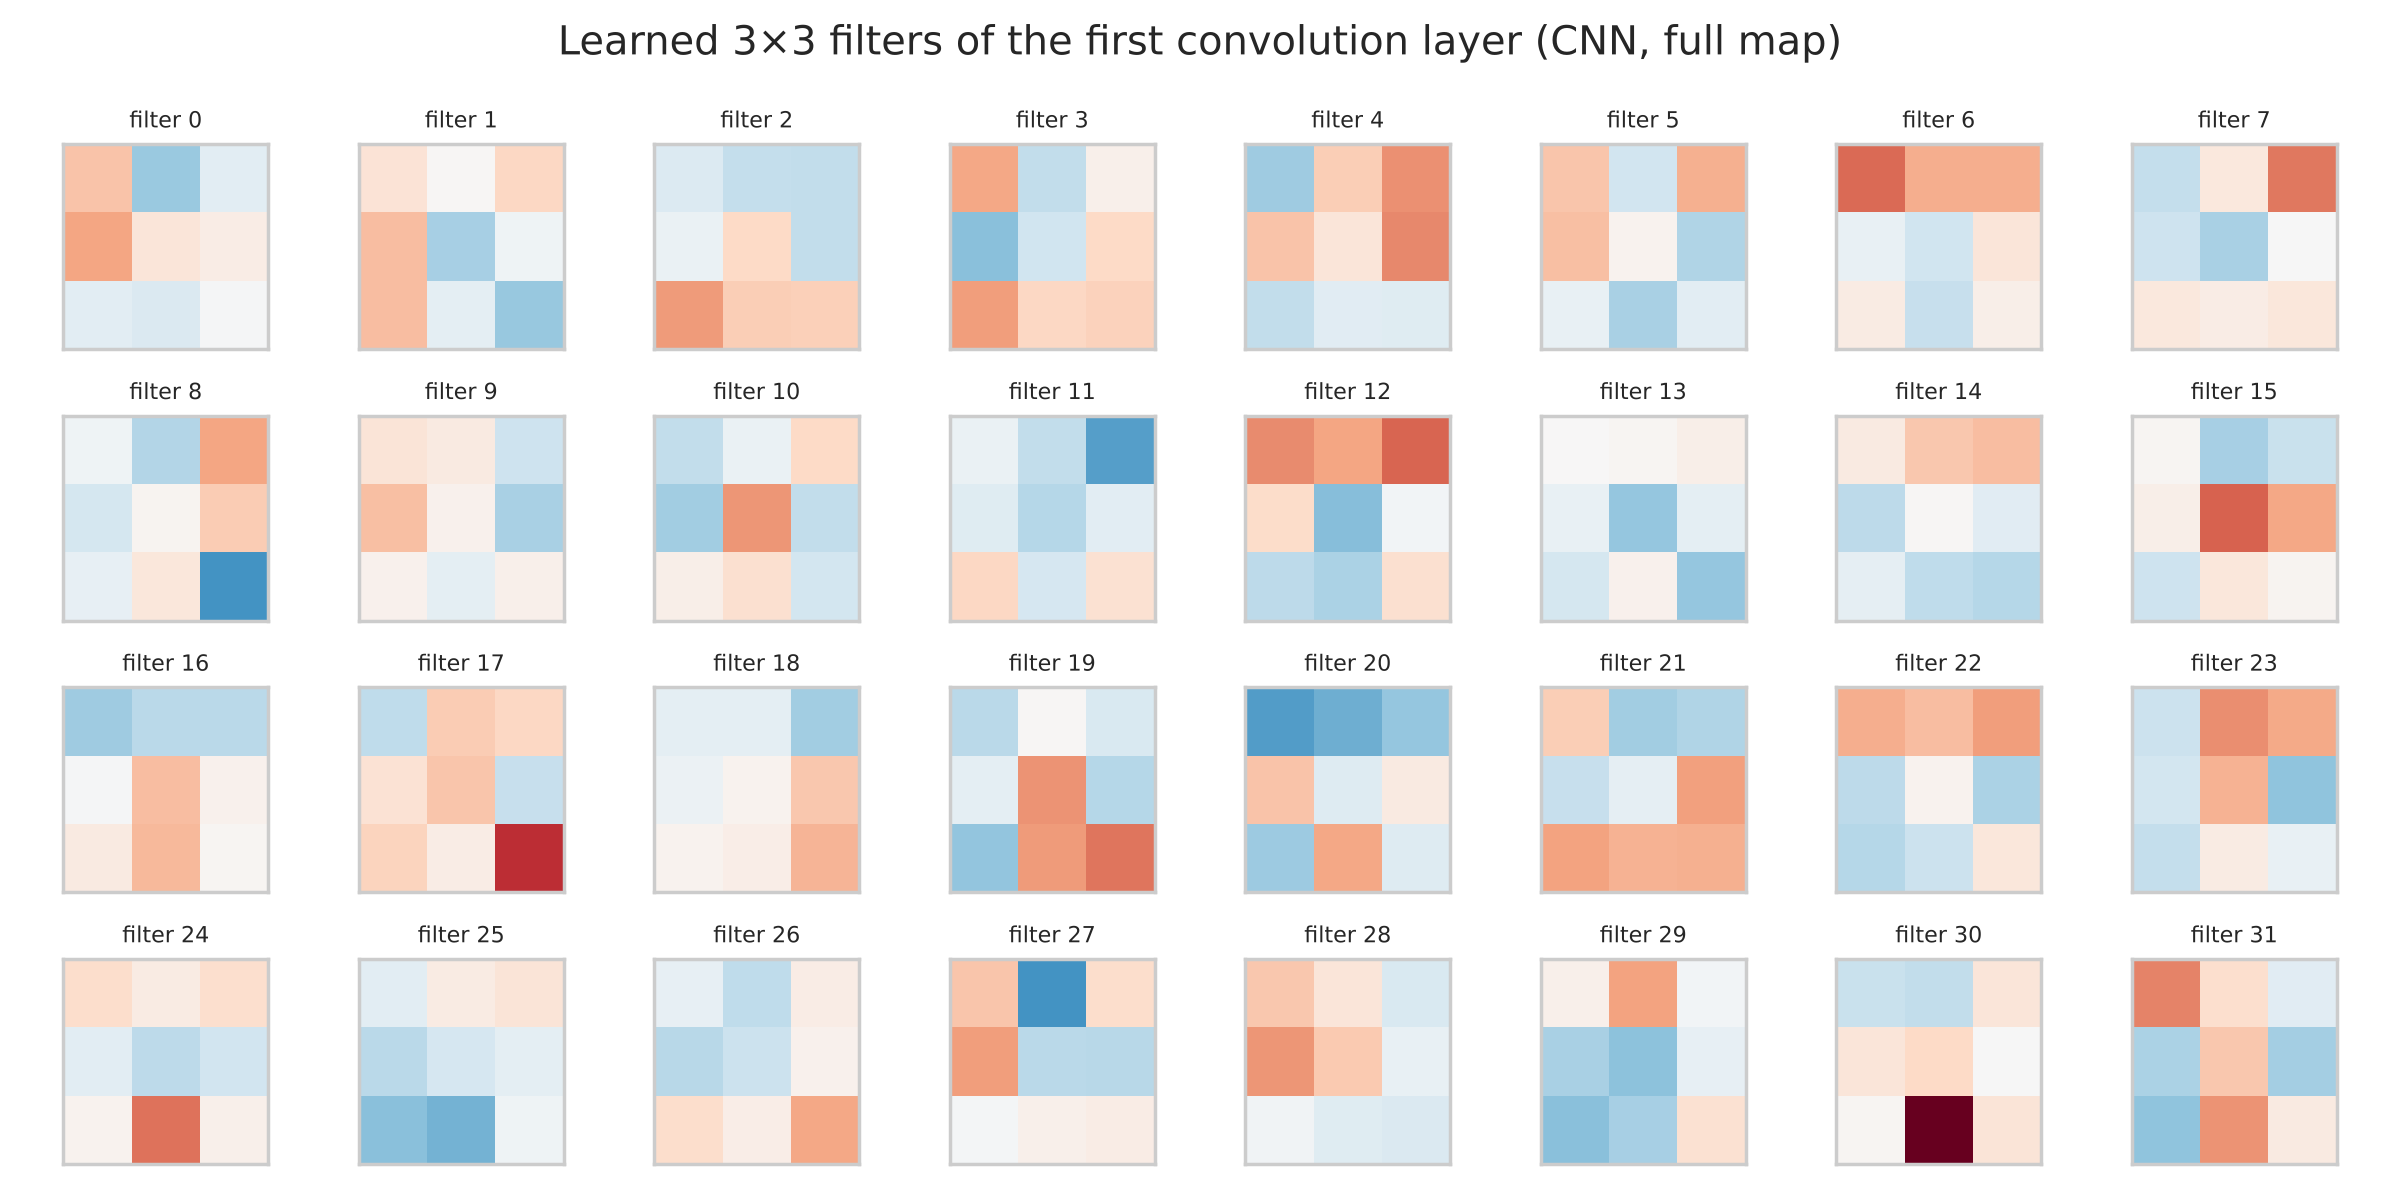 Learned 3×3 filters of the first convolution layer (CNN, full map)
filter 0 filter 1 filter 2 filter 3 filter 4 filter 5 filter 6 filter 7
filter 8 filter 9 filter 10 filter 11 filter 12 filter 13 filter 14 filter 15
filter 16 filter 17 filter 18 filter 19 filter 20 filter 21 filter 22 filter 23
filter 24 filter 25 filter 26 filter 27 filter 28 filter 29 filter 30 filter 31